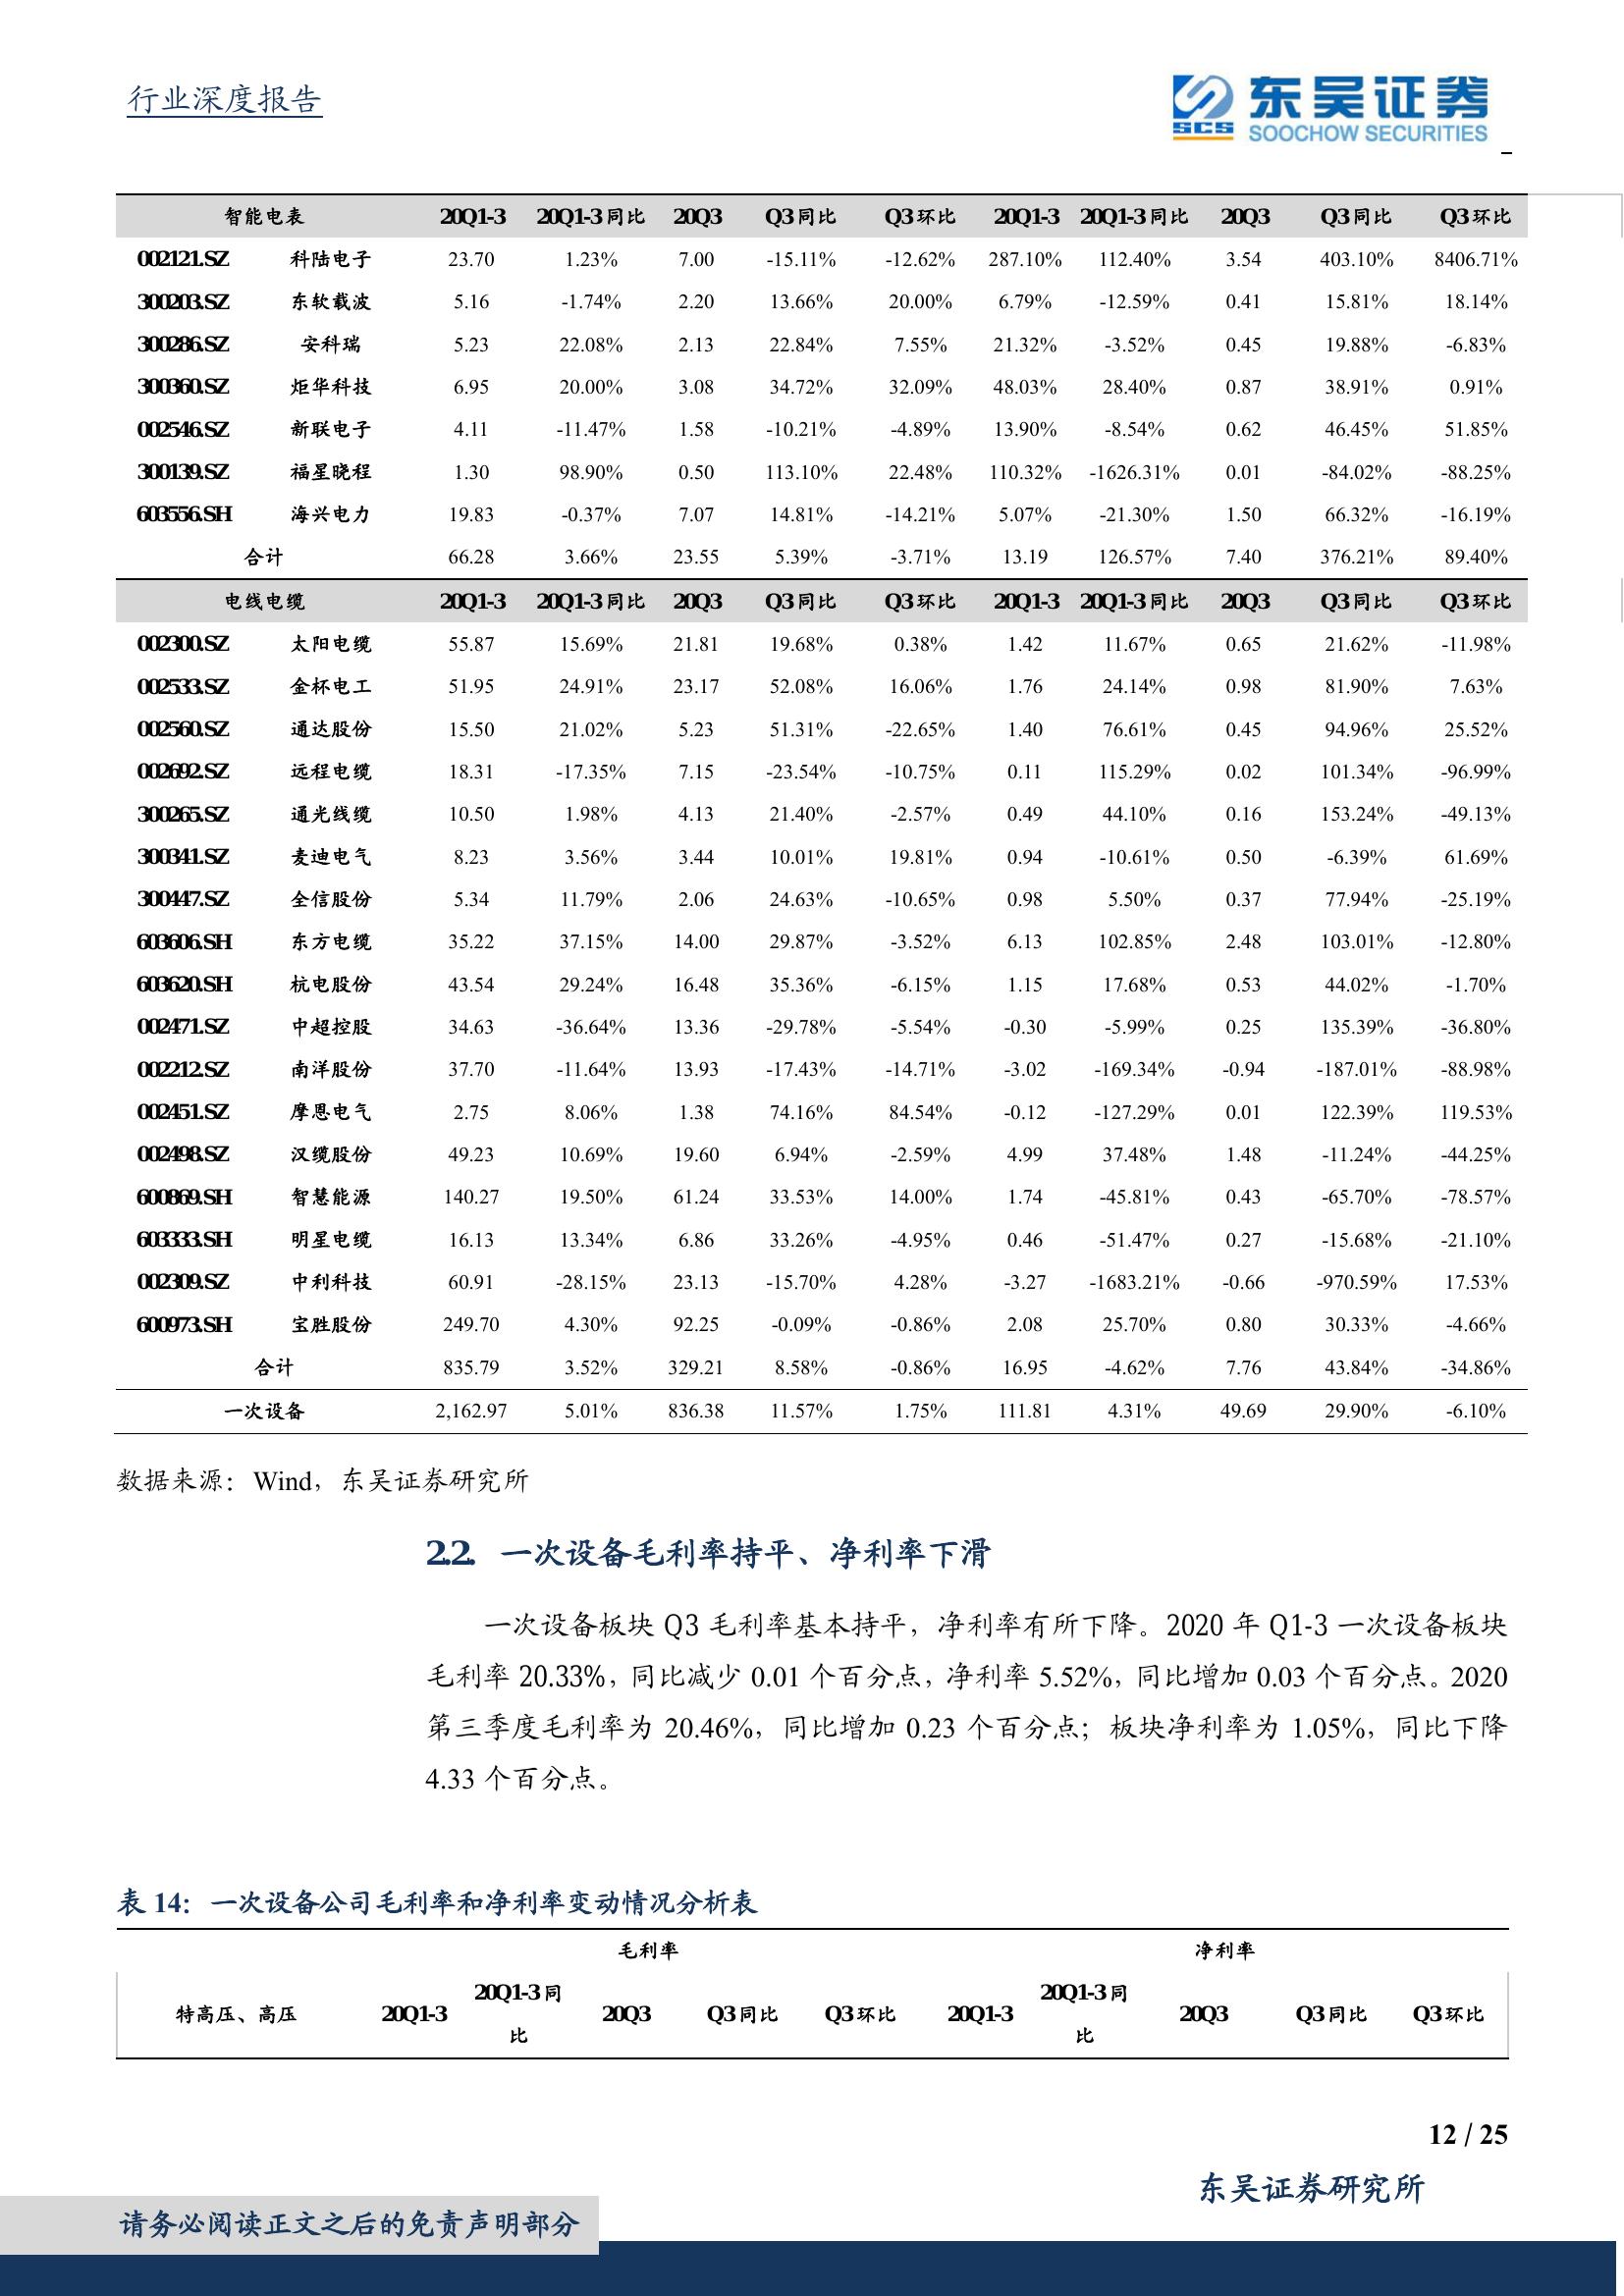 行业深度报告
东吴证券
SCS
SOOCHOW SECURITIES
智能电表 20Q1-3 20Q1-3同比 20Q3 Q3同比 Q3环比 20Q1-3 20Q1-3同比 20Q3 Q3同比 Q3环比
002121.SZ 科陆电子 23.70 1.23% 7.00 -15.11% -12.62% 287.10% 112.40% 3.54 403.10% 8406.71%
300203.SZ 东软载波 5.16 -1.74% 2.20 13.66% 20.00% 6.79% -12.59% 0.41 15.81% 18.14%
300286.SZ 安科瑞 5.23 22.08% 2.13 22.84% 7.55% 21.32% -3.52% 0.45 19.88% -6.83%
300360.SZ 炬华科技 6.95 20.00% 3.08 34.72% 32.09% 48.03% 28.40% 0.87 38.91% 0.91%
002546.SZ 新联电子 4.11 -11.47% 1.58 -10.21% -4.89% 13.90% -8.54% 0.62 46.45% 51.85%
300139.SZ 福星晓程 1.30 98.90% 0.50 113.10% 22.48% 110.32% -1626.31% 0.01 -84.02% -88.25%
603556.SH 海兴电力 19.83 -0.37% 7.07 14.81% -14.21% 5.07% -21.30% 1.50 66.32% -16.19%
合计 66.28 3.66% 23.55 5.39% -3.71% 13.19 126.57% 7.40 376.21% 89.40%
电线电缆 20Q1-3 20Q1-3同比 20Q3 Q3同比 Q3环比 20Q1-3 20Q1-3同比 20Q3 Q3同比 Q3环比
002300.SZ 太阳电缆 55.87 15.69% 21.81 19.68% 0.38% 1.42 11.67% 0.65 21.62% -11.98%
002533.SZ 金杯电工 51.95 24.91% 23.17 52.08% 16.06% 1.76 24.14% 0.98 81.90% 7.63%
002560.SZ 通达股份 15.50 21.02% 5.23 51.31% -22.65% 1.40 76.61% 0.45 94.96% 25.52%
002692.SZ 远程电缆 18.31 -17.35% 7.15 -23.54% -10.75% 0.11 115.29% 0.02 101.34% -96.99%
300265.SZ 通光线缆 10.50 1.98% 4.13 21.40% -2.57% 0.49 44.10% 0.16 153.24% -49.13%
300341.SZ 麦迪电气 8.23 3.56% 3.44 10.01% 19.81% 0.94 -10.61% 0.50 -6.39% 61.69%
300447.SZ 全信股份 5.34 11.79% 2.06 24.63% -10.65% 0.98 5.50% 0.37 77.94% -25.19%
603606.SH 东方电缆 35.22 37.15% 14.00 29.87% -3.52% 6.13 102.85% 2.48 103.01% -12.80%
603620.SH 杭电股份 43.54 29.24% 16.48 35.36% -6.15% 1.15 17.68% 0.53 44.02% -1.70%
002471.SZ 中超控股 34.63 -36.64% 13.36 -29.78% -5.54% -0.30 -5.99% 0.25 135.39% -36.80%
002212.SZ 南洋股份 37.70 -11.64% 13.93 -17.43% -14.71% -3.02 -169.34% -0.94 -187.01% -88.98%
002451.SZ 摩恩电气 2.75 8.06% 1.38 74.16% 84.54% -0.12 -127.29% 0.01 122.39% 119.53%
002498.SZ 汉缆股份 49.23 10.69% 19.60 6.94% -2.59% 4.99 37.48% 1.48 -11.24% -44.25%
600869.SH 智慧能源 140.27 19.50% 61.24 33.53% 14.00% 1.74 -45.81% 0.43 -65.70% -78.57%
603333.SH 明星电缆 16.13 13.34% 6.86 33.26% -4.95% 0.46 -51.47% 0.27 -15.68% -21.10%
002309.SZ 中利科技 60.91 -28.15% 23.13 -15.70% 4.28% -3.27 -1683.21% -0.66 -970.59% 17.53%
600973.SH 宝胜股份 249.70 4.30% 92.25 -0.09% -0.86% 2.08 25.70% 0.80 30.33% -4.66%
合计 835.79 3.52% 329.21 8.58% -0.86% 16.95 -4.62% 7.76 43.84% -34.86%
一次设备 2,162.97 5.01% 836.38 11.57% 1.75% 111.81 4.31% 49.69 29.90% -6.10%
数据来源：Wind，东吴证券研究所
2.2. 一次设备毛利率持平、净利率下滑
一次设备板块 Q3 毛利率基本持平，净利率有所下降。2020 年 Q1-3 一次设备板块
毛利率 20.33%，同比减少 0.01 个百分点，净利率 5.52%，同比增加 0.03 个百分点。2020
第三季度毛利率为 20.46%，同比增加 0.23 个百分点；板块净利率为 1.05%，同比下降
4.33 个百分点。
表 14：一次设备公司毛利率和净利率变动情况分析表
毛利率 净利率
特高压、高压 20Q1-3 20Q1-3同比 20Q3 Q3同比 Q3环比 20Q1-3 20Q1-3同比 20Q3 Q3同比 Q3环比
12 / 25
东吴证券研究所
请务必阅读正文之后的免责声明部分